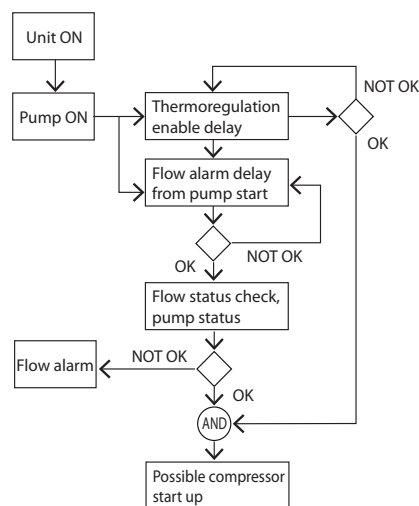 Unit ON
Pump ON
Thermoregulation
enable delay
NOT OK
OK
Flow alarm delay
from pump start
OK
NOT OK
Flow status check,
pump status
Flow alarm
NOT OK
OK
AND
Possible compressor
start up